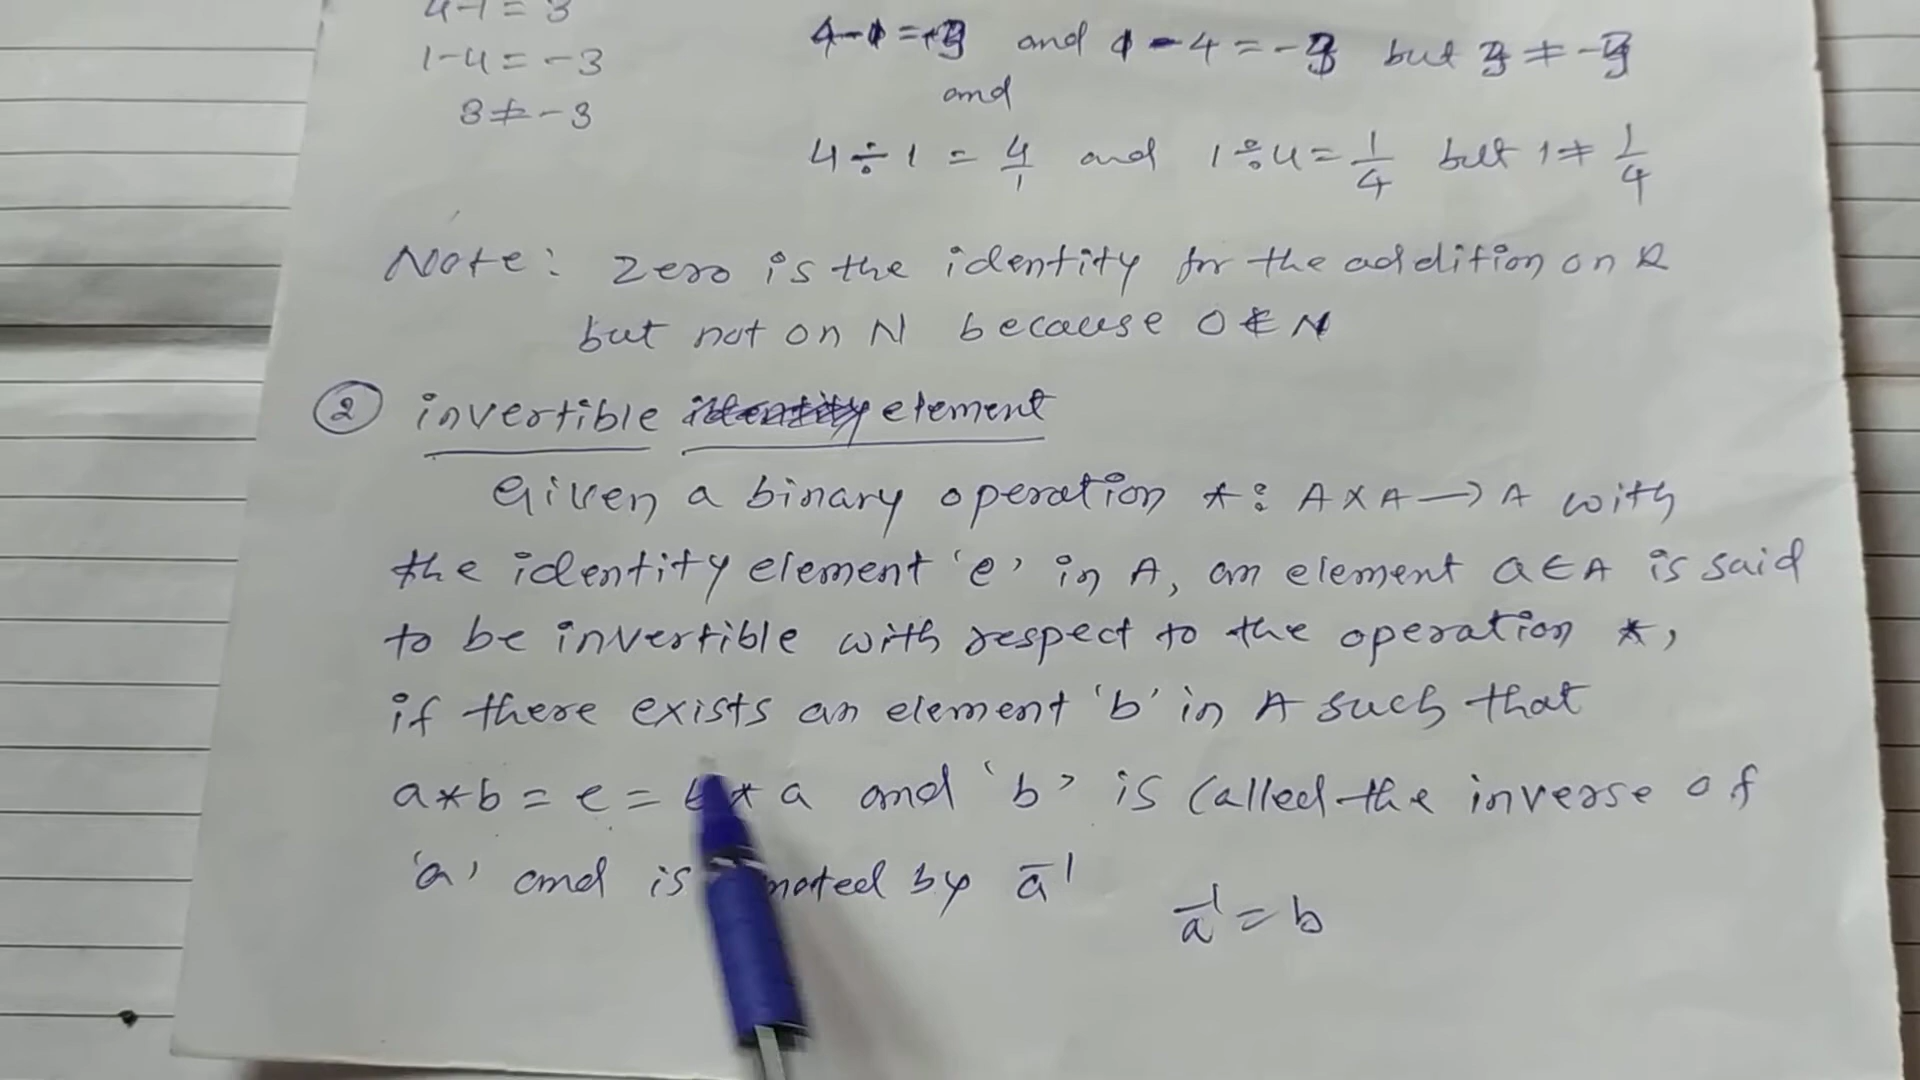 4-1 = 3
1-4 = -3
3 ≠ -3
4-1 = +3 and 1-4 = -3 but 3 ≠ -3
and
4 ÷ 1 = 4/1 and 1 ÷ 4 = 1/4 but 1 ≠ 1/4
Note: Zero is the identity for the addition on R
but not on N because 0 ∉ N
② invertible element
Given a binary operation *: A×A → A with
the identity element 'e' in A, an element a∈A is said
to be invertible with respect to the operation *,
if there exists an element 'b' in A such that
a*b = e = b*a and 'b' is called the inverse of
'a' and is noted by a⁻¹
a⁻¹ = b